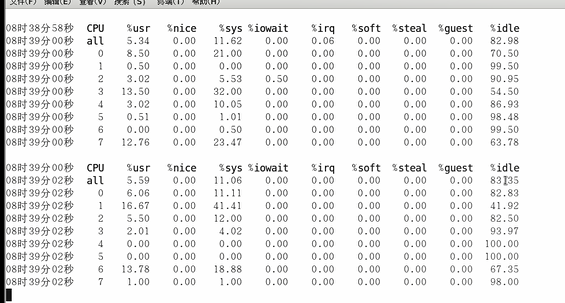 文件(F) 编辑(E) 查看(V) 搜索(S) 终端(T) 帮助(H)
08时38分58秒 CPU %usr %nice %sys %iowait %irq %soft %steal %guest %idle
08时39分00秒 all 5.34 0.00 11.62 0.00 0.06 0.00 0.00 0.00 82.98
08时39分00秒 0 8.50 0.00 21.00 0.00 0.00 0.00 0.00 0.00 70.50
08时39分00秒 1 0.50 0.00 0.00 0.00 0.00 0.00 0.00 0.00 99.50
08时39分00秒 2 3.02 0.00 5.53 0.50 0.00 0.00 0.00 0.00 90.95
08时39分00秒 3 13.50 0.00 32.00 0.00 0.00 0.00 0.00 0.00 54.50
08时39分00秒 4 3.02 0.00 10.05 0.00 0.00 0.00 0.00 0.00 86.93
08时39分00秒 5 0.51 0.00 1.01 0.00 0.00 0.00 0.00 0.00 98.48
08时39分00秒 6 0.00 0.00 0.50 0.00 0.00 0.00 0.00 0.00 99.50
08时39分00秒 7 12.76 0.00 23.47 0.00 0.00 0.00 0.00 0.00 63.78
08时39分00秒 CPU %usr %nice %sys %iowait %irq %soft %steal %guest %idle
08时39分02秒 all 5.59 0.00 11.06 0.00 0.00 0.00 0.00 0.00 83.35
08时39分02秒 0 6.06 0.00 11.11 0.00 0.00 0.00 0.00 0.00 82.83
08时39分02秒 1 16.67 0.00 41.41 0.00 0.00 0.00 0.00 0.00 41.92
08时39分02秒 2 5.50 0.00 12.00 0.00 0.00 0.00 0.00 0.00 82.50
08时39分02秒 3 2.01 0.00 4.02 0.00 0.00 0.00 0.00 0.00 93.97
08时39分02秒 4 0.00 0.00 0.00 0.00 0.00 0.00 0.00 0.00 100.00
08时39分02秒 5 0.00 0.00 0.00 0.00 0.00 0.00 0.00 0.00 100.00
08时39分02秒 6 13.78 0.00 18.88 0.00 0.00 0.00 0.00 0.00 67.35
08时39分02秒 7 1.00 0.00 1.00 0.00 0.00 0.00 0.00 0.00 98.00